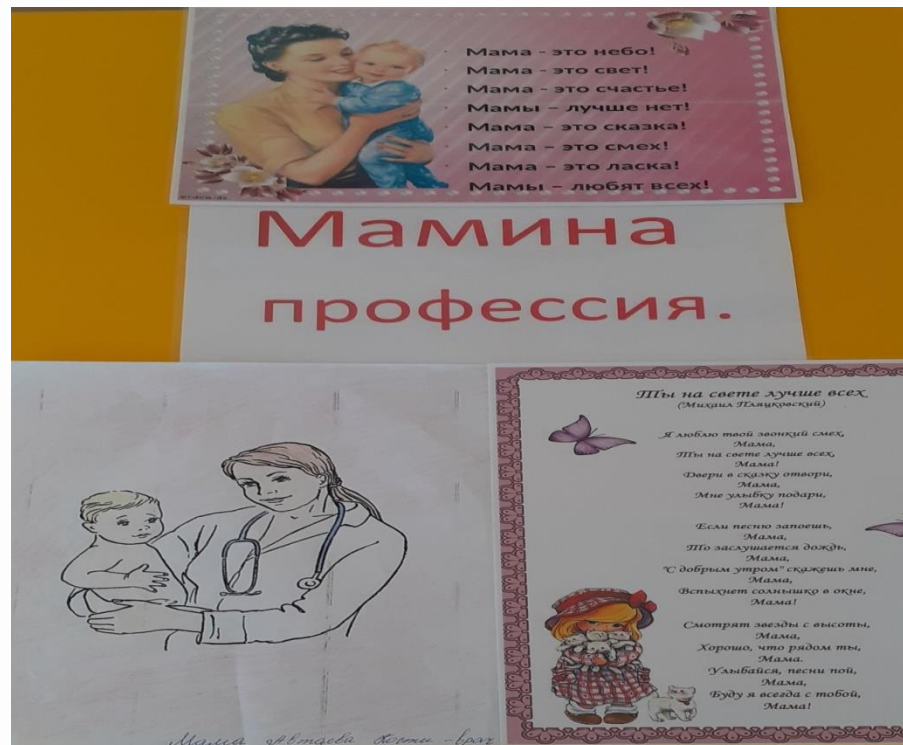 Мама - это небо!
Мама - это свет!
Мама - это счастье!
Мамы – лучше нет!
Мама – это сказка!
Мама – это смех!
Мама – это ласка!
Мамы – любят всех!
Мамина
профессия.
Мама Автаева Кости - врач
Ты на свете лучше всех
(Михаил Пляцковский)
Я люблю твой звонкий смех,
Мама,
Ты на свете лучше всех,
Мама!
Двери в сказку отвори,
Мама,
Мне улыбку подари,
Мама!
Если песню запоешь,
Мама,
То заслушается дождь,
Мама,
"С добрым утром" скажешь мне,
Мама,
Вспыхнет солнышко в окне,
Мама!
Смотрят звезды с высоты,
Мама,
Хорошо, что рядом ты,
Мама.
Улыбайся, песни пой,
Мама,
Буду я всегда с тобой,
Мама!